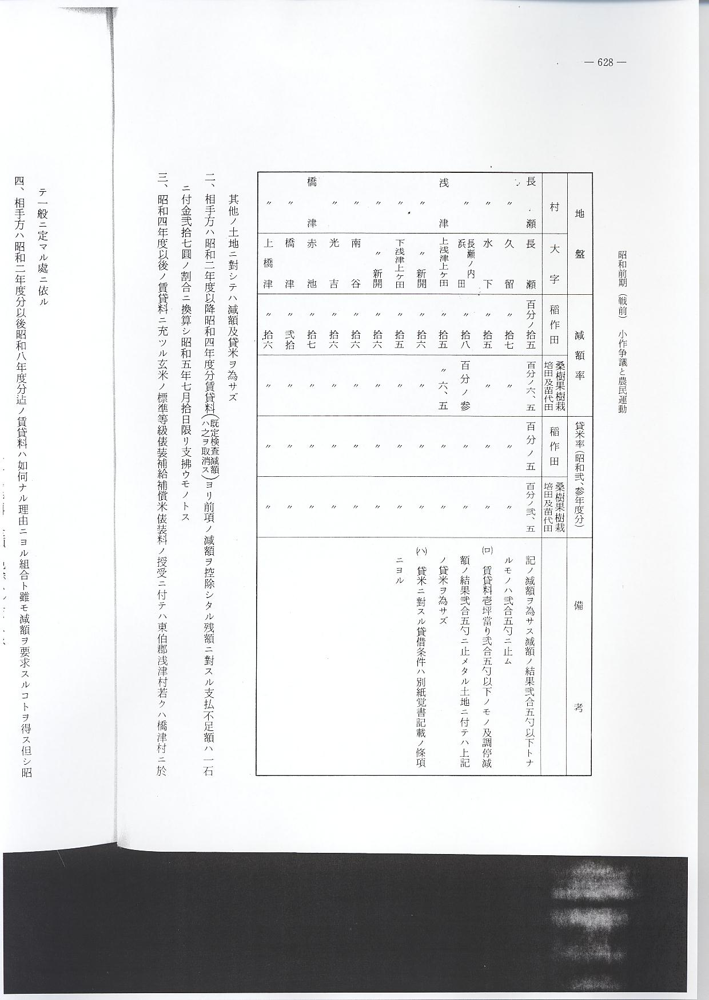 ― 628 ―
昭和前期（戦前） 小作争議と農民運動
地盤 減額率 貸米率（昭和弐、参年度分） 備考
村 大字 稲作田 桑樹果樹栽培田及苗代田 稲作田 桑樹果樹栽培田及苗代田
長瀬 長瀬 百分ノ拾五 百分ノ六、五 百分ノ五 百分ノ弐、五 記ノ減額ヲ為サス減額ノ結果弐合五勺以下トナ
〃 久留 〃拾七 〃 〃 〃 ルモノハ弐合五勺ニ止ム
〃 水下 〃拾五 〃 〃 〃 (ロ) 賃貸料壱坪當り弐合五勺以下ノモノ及調停減
〃 長瀬ノ内浜田 〃拾八 百分ノ参 〃 〃 額ノ結果弐合五勺ニ止メタル土地ニ付テハ上記
浅津 上浅津上ヶ田 〃拾五 〃六、五 〃 〃 ノ貸米ヲ為サズ
〃 〃新開 〃拾六 〃 〃 〃 (ハ) 貸米ニ對スル貸借条件ハ別紙覚書記載ノ條項
〃 下浅津上ヶ田 〃拾五 〃 〃 〃 ニヨル
〃 〃新開 〃拾六 〃 〃 〃
〃 南谷 〃拾六 〃 〃 〃
〃 光吉 〃拾六 〃 〃 〃
橋津 赤池 〃拾七 〃 〃 〃
〃 橋津 〃弐拾 〃 〃 〃
〃 上橋津 〃拾六 〃 〃 〃
其他ノ土地ニ對シテハ減額及貸米ヲ為サズ
二、相手方ハ昭和二年度以降昭和四年度分賃貸料（既定検査減額ハ之ヲ取消ス）ヨリ前項ノ減額ヲ控除シタル残額ニ對スル支払不足額ハ一石
ニ付金弐拾七圓ノ割合ニ換算シ昭和五年七月拾日限リ支拂ウモノトス
三、昭和四年度以後ノ賃貸料ニ充ツル玄米ノ標準等級俵装補給補償米俵装料ノ授受ニ付テハ東伯郡浅津村若クハ橋津村ニ於
テ一般ニ定マル處ニ依ル
四、相手方ハ昭和二年度分以後昭和八年度分迠ノ賃貸料ハ如何ナル理由ニヨル組合ト雖モ減額ヲ要求スルコトヲ得ス但シ昭